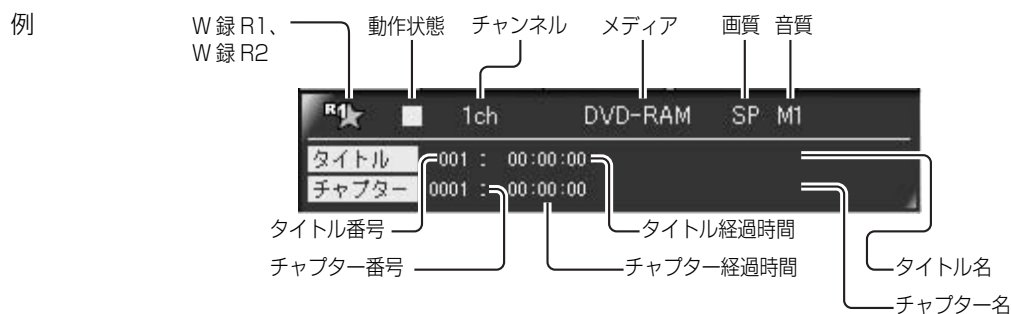 例
W録R1、
W録R2
動作状態 チャンネル メディア 画質 音質
R1 1ch DVD-RAM SP M1
タイトル 001 : 00:00:00
チャプター 0001 : 00:00:00
タイトル番号 タイトル経過時間
チャプター番号 チャプター経過時間 タイトル名
チャプター名